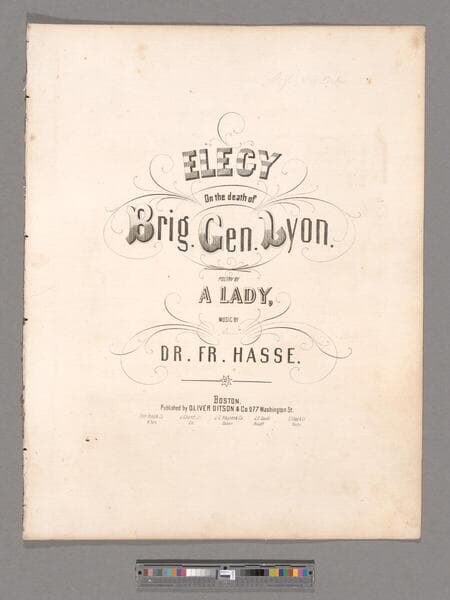 ELEGY
On the death of
Brig. Gen. Lyon.
POETRY BY
A LADY,
MUSIC BY
DR. FR. HASSE.
BOSTON.
Published by OLIVER DITSON & Co 277 Washington St.